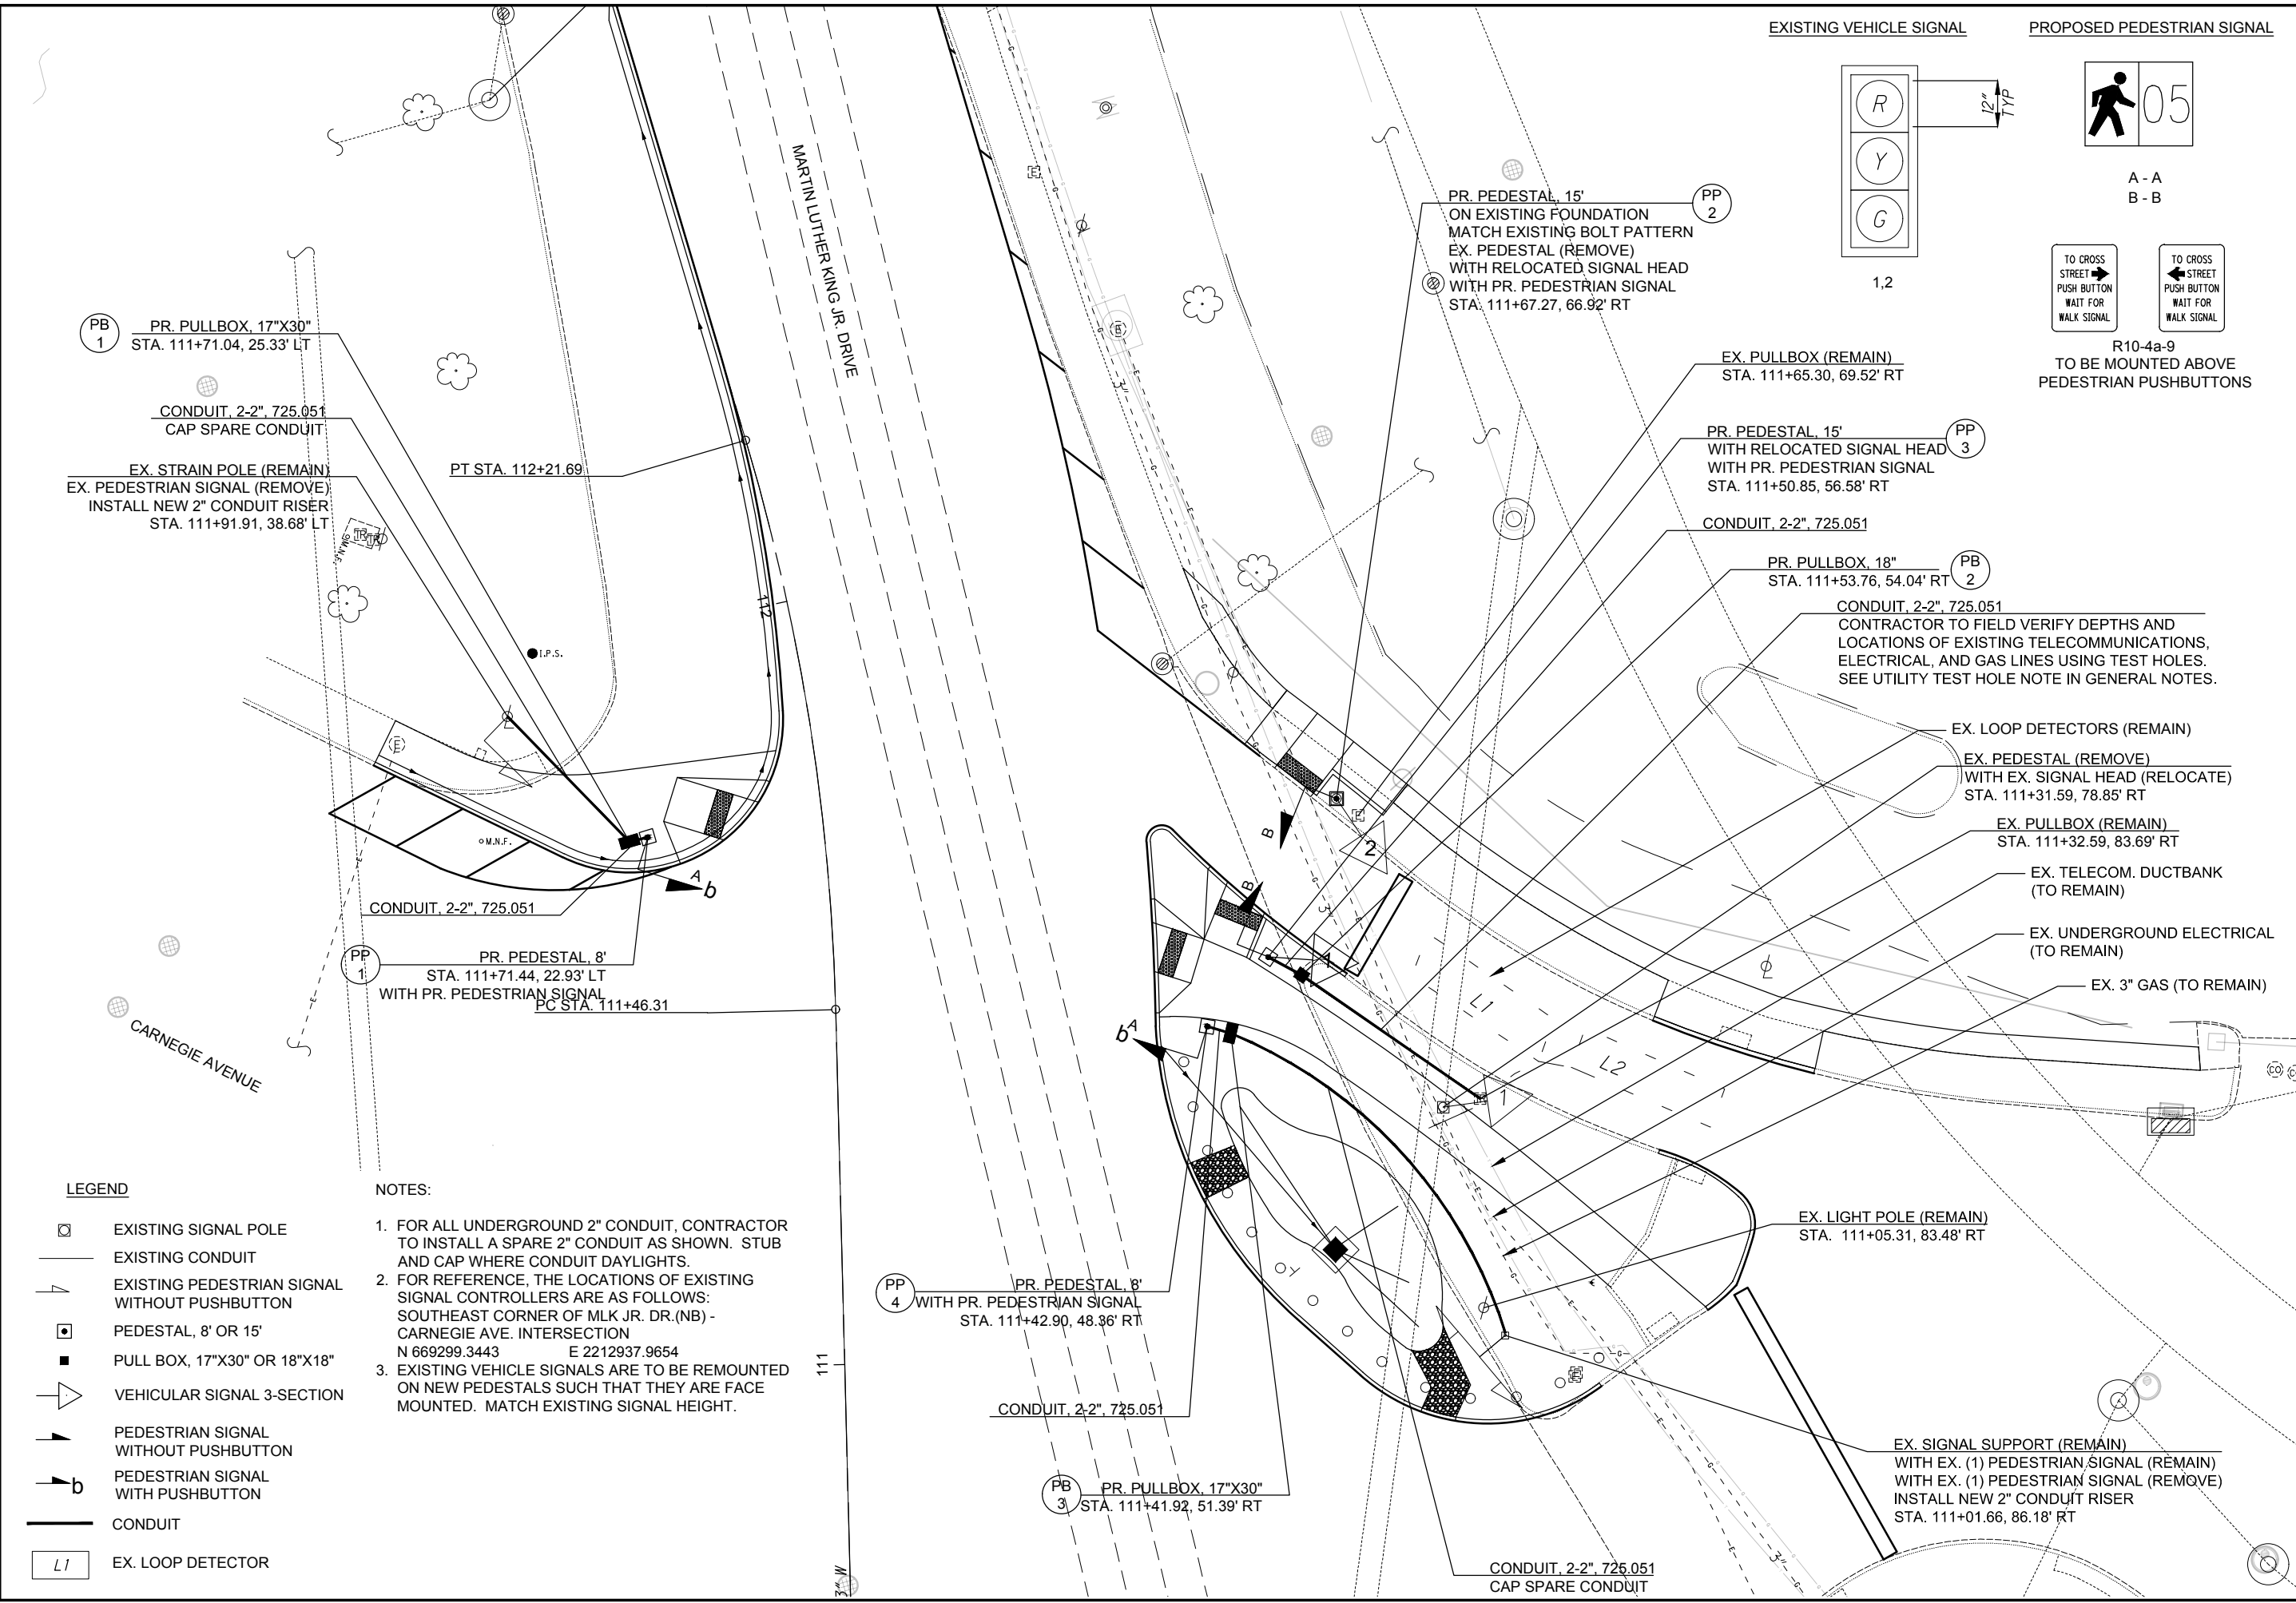 EXISTING VEHICLE SIGNAL
R
Y
G
12"
TYP
1,2
PROPOSED PEDESTRIAN SIGNAL
05
A - A
B - B
TO CROSS
STREET
PUSH BUTTON
WAIT FOR
WALK SIGNAL
TO CROSS
STREET
PUSH BUTTON
WAIT FOR
WALK SIGNAL
R10-4a-9
TO BE MOUNTED ABOVE
PEDESTRIAN PUSHBUTTONS
MARTIN LUTHER KING JR. DRIVE
PR. PEDESTAL, 15'
ON EXISTING FOUNDATION
MATCH EXISTING BOLT PATTERN
EX. PEDESTAL (REMOVE)
WITH RELOCATED SIGNAL HEAD
WITH PR. PEDESTRIAN SIGNAL
STA. 111+67.27, 66.92' RT
PP
2
PB
1
PR. PULLBOX, 17"X30"
STA. 111+71.04, 25.33' LT
CONDUIT, 2-2", 725.051
CAP SPARE CONDUIT
EX. STRAIN POLE (REMAIN)
EX. PEDESTRIAN SIGNAL (REMOVE)
INSTALL NEW 2" CONDUIT RISER
STA. 111+91.91, 38.68' LT
PT STA. 112+21.69
EX. PULLBOX (REMAIN)
STA. 111+65.30, 69.52' RT
PR. PEDESTAL, 15'
WITH RELOCATED SIGNAL HEAD
WITH PR. PEDESTRIAN SIGNAL
STA. 111+50.85, 56.58' RT
PP
3
CONDUIT, 2-2", 725.051
PR. PULLBOX, 18"
STA. 111+53.76, 54.04' RT
PB
2
CONDUIT, 2-2", 725.051
CONTRACTOR TO FIELD VERIFY DEPTHS AND
LOCATIONS OF EXISTING TELECOMMUNICATIONS,
ELECTRICAL, AND GAS LINES USING TEST HOLES.
SEE UTILITY TEST HOLE NOTE IN GENERAL NOTES.
EX. LOOP DETECTORS (REMAIN)
EX. PEDESTAL (REMOVE)
WITH EX. SIGNAL HEAD (RELOCATE)
STA. 111+31.59, 78.85' RT
EX. PULLBOX (REMAIN)
STA. 111+32.59, 83.69' RT
EX. TELECOM. DUCTBANK
(TO REMAIN)
EX. UNDERGROUND ELECTRICAL
(TO REMAIN)
EX. 3" GAS (TO REMAIN)
112
I.P.S.
M.N.F.
M.N.F.
E
E
E
A
b
B
B
2
1
1
3"
3"
3"
L1
L2
b
A
CONDUIT, 2-2", 725.051
PP
1
PR. PEDESTAL, 8'
STA. 111+71.44, 22.93' LT
WITH PR. PEDESTRIAN SIGNAL
PC STA. 111+46.31
CARNEGIE AVENUE
CO
EX. LIGHT POLE (REMAIN)
STA. 111+05.31, 83.48' RT
PP
4
PR. PEDESTAL, 8'
WITH PR. PEDESTRIAN SIGNAL
STA. 111+42.90, 48.36' RT
111
CONDUIT, 2-2", 725.051
PB
3
PR. PULLBOX, 17"X30"
STA. 111+41.92, 51.39' RT
EX. SIGNAL SUPPORT (REMAIN)
WITH EX. (1) PEDESTRIAN SIGNAL (REMAIN)
WITH EX. (1) PEDESTRIAN SIGNAL (REMOVE)
INSTALL NEW 2" CONDUIT RISER
STA. 111+01.66, 86.18' RT
CONDUIT, 2-2", 725.051
CAP SPARE CONDUIT
3" W
LEGEND
EXISTING SIGNAL POLE
EXISTING CONDUIT
EXISTING PEDESTRIAN SIGNAL
WITHOUT PUSHBUTTON
PEDESTAL, 8' OR 15'
PULL BOX, 17"X30" OR 18"X18"
VEHICULAR SIGNAL 3-SECTION
PEDESTRIAN SIGNAL
WITHOUT PUSHBUTTON
b
PEDESTRIAN SIGNAL
WITH PUSHBUTTON
CONDUIT
L1
EX. LOOP DETECTOR
NOTES:
1. FOR ALL UNDERGROUND 2" CONDUIT, CONTRACTOR
TO INSTALL A SPARE 2" CONDUIT AS SHOWN. STUB
AND CAP WHERE CONDUIT DAYLIGHTS.
2. FOR REFERENCE, THE LOCATIONS OF EXISTING
SIGNAL CONTROLLERS ARE AS FOLLOWS:
SOUTHEAST CORNER OF MLK JR. DR.(NB) -
CARNEGIE AVE. INTERSECTION
N 669299.3443 E 2212937.9654
3. EXISTING VEHICLE SIGNALS ARE TO BE REMOUNTED
ON NEW PEDESTALS SUCH THAT THEY ARE FACE
MOUNTED. MATCH EXISTING SIGNAL HEIGHT.